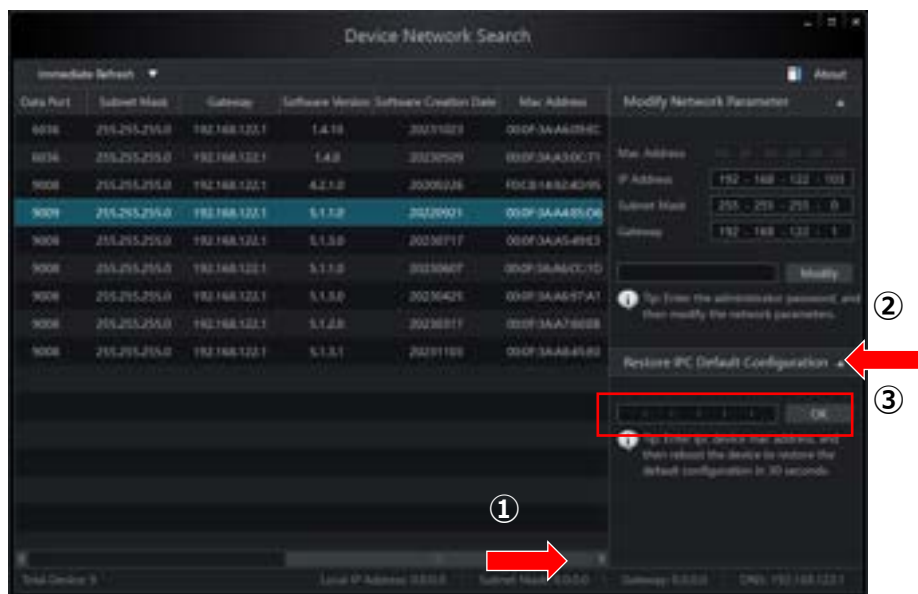 Device Network Search
Immediate Refresh ▼
About
Data Port Subnet Mask Gateway Software Version Software Creation Date Mac Address
6036 255.255.255.0 192.168.122.1 1.4.10 20231023
6036 255.255.255.0 192.168.122.1 1.4.0 20230509
9008 255.255.255.0 192.168.122.1 4.2.1.0 20200226
9009 255.255.255.0 192.168.122.1 5.1.1.0 20220921
9008 255.255.255.0 192.168.122.1 5.1.3.0 20230717
9008 255.255.255.0 192.168.122.1 5.1.1.0 20230607
9008 255.255.255.0 192.168.122.1 5.1.3.0 20230425
9008 255.255.255.0 192.168.122.1 5.1.2.0 20230317
9008 255.255.255.0 192.168.122.1 5.1.3.1 20231103
Modify Network Parameter
Mac Address
IP Address 192 . 168 . 122 . 103
Subnet Mask 255 . 255 . 255 . 0
Gateway 192 . 168 . 122 . 1
Modify
Tip: Enter the administrator password, and
then modify the network parameters.
②
Restore IPC Default Configuration
③
OK
Tip: Enter ipc device mac address, and
then reboot the device to restore the
default configuration in 30 seconds.
①
Total Device: 9 Local IP Address: 0.0.0.0 Subnet Mask: 0.0.0.0 Gateway: 0.0.0.0 DNS: 192.168.122.1